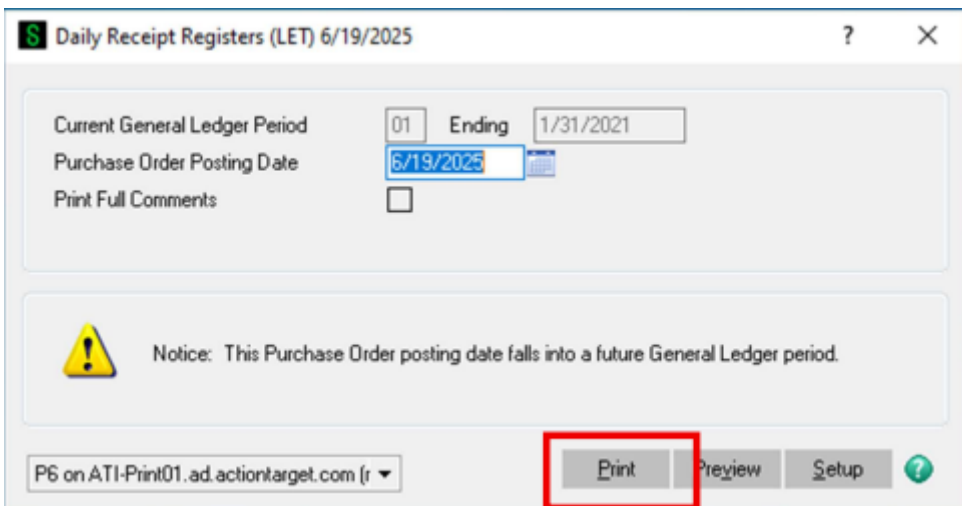 S Daily Receipt Registers (LET) 6/19/2025 ? X
Current General Ledger Period 01 Ending 1/31/2021
Purchase Order Posting Date 6/19/2025
Print Full Comments
Notice: This Purchase Order posting date falls into a future General Ledger period.
P6 on ATI-Print01.ad.actiontarget.com (r Print Preview Setup ?